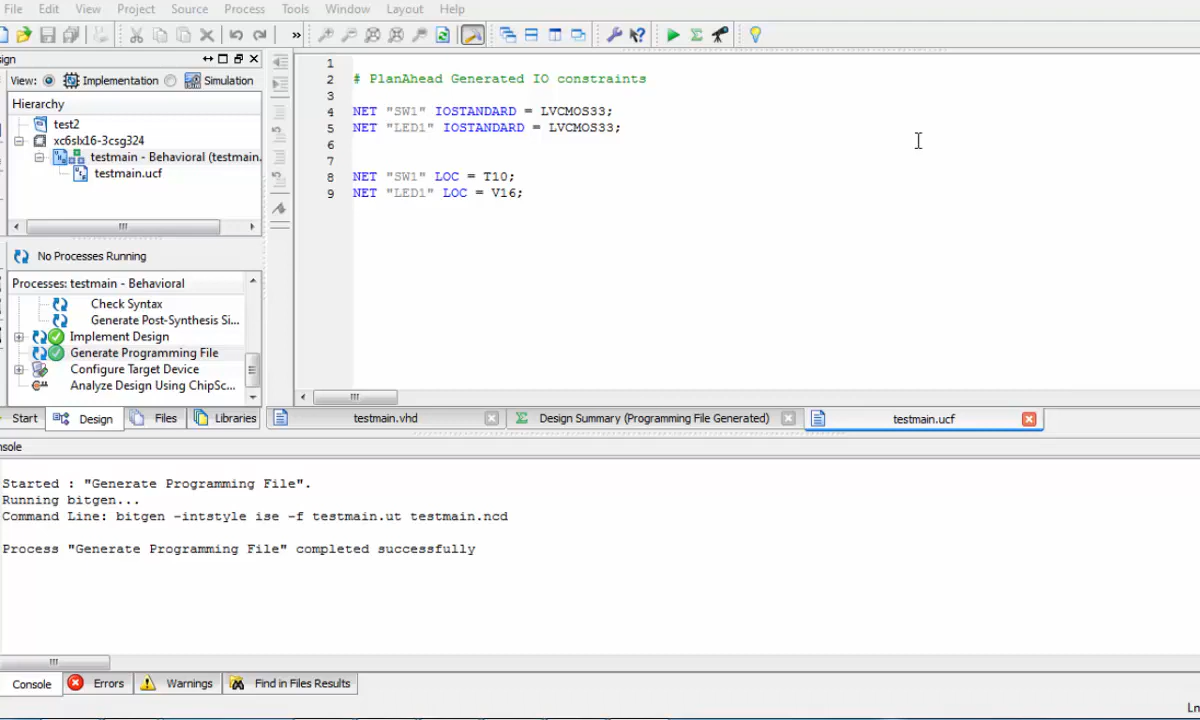 File Edit View Project Source Process Tools Window Layout Help
»
sign
View: Implementation Simulation
Hierarchy
test2
xc6slx16-3csg324
testmain - Behavioral (testmain.
testmain.ucf
No Processes Running
Processes: testmain - Behavioral
Check Syntax
Generate Post-Synthesis Si...
Implement Design
Generate Programming File
Configure Target Device
Analyze Design Using ChipSc...
Start Design Files Libraries
1
2 # PlanAhead Generated IO constraints
3
4 NET "SW1" IOSTANDARD = LVCMOS33;
5 NET "LED1" IOSTANDARD = LVCMOS33;
6
7
8 NET "SW1" LOC = T10;
9 NET "LED1" LOC = V16;
testmain.vhd Design Summary (Programming File Generated) testmain.ucf
nsole
Started : "Generate Programming File".
Running bitgen...
Command Line: bitgen -intstyle ise -f testmain.ut testmain.ncd
Process "Generate Programming File" completed successfully
Console Errors Warnings Find in Files Results
Ln